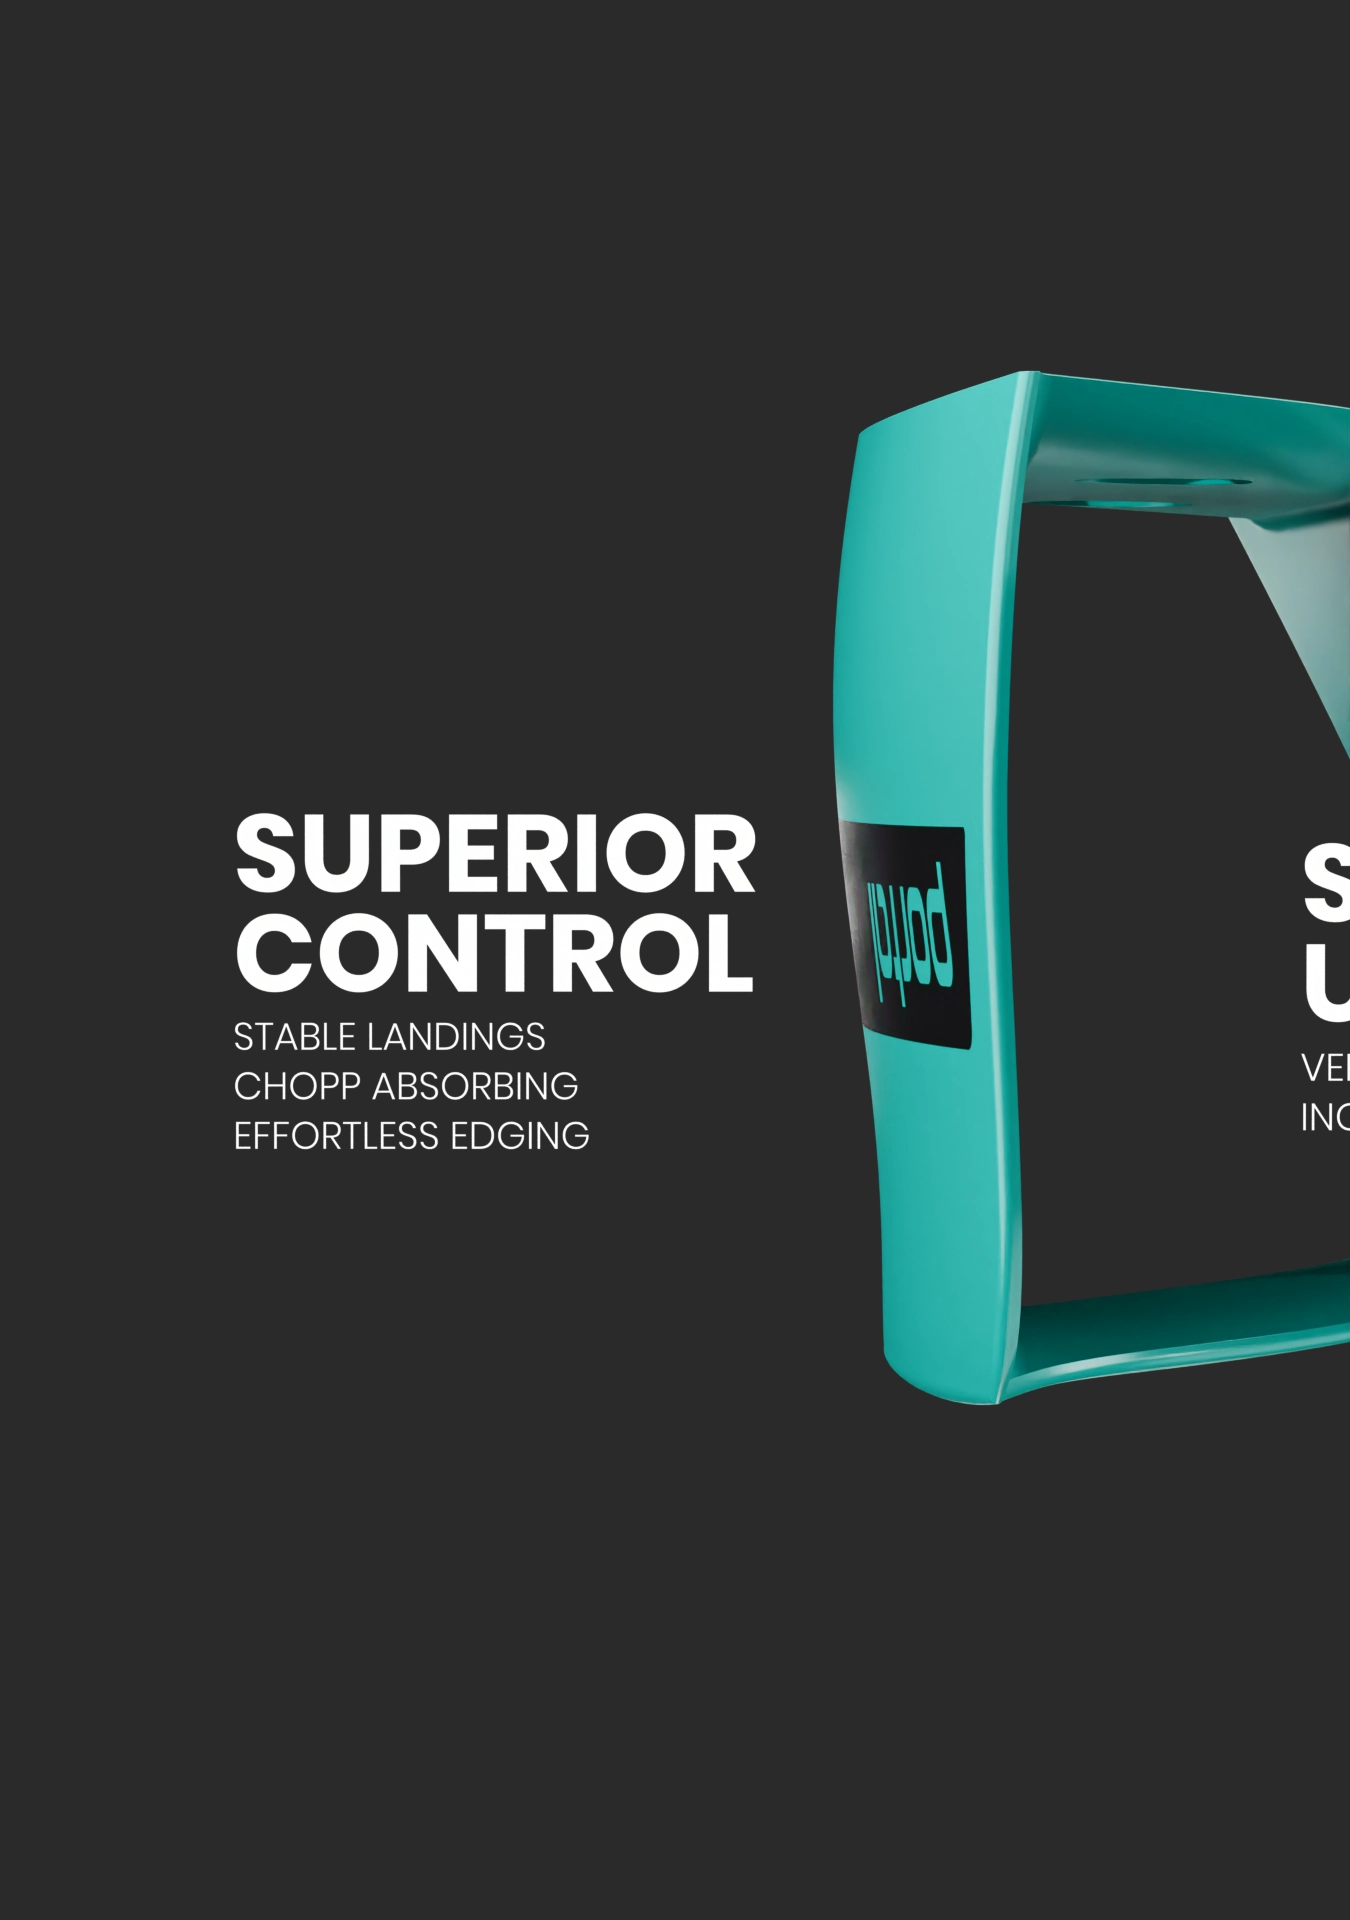 SUPERIOR
CONTROL
STABLE LANDINGS
CHOPP ABSORBING
EFFORTLESS EDGING